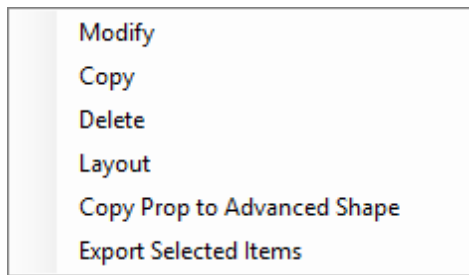 Modify
Copy
Delete
Layout
Copy Prop to Advanced Shape
Export Selected Items